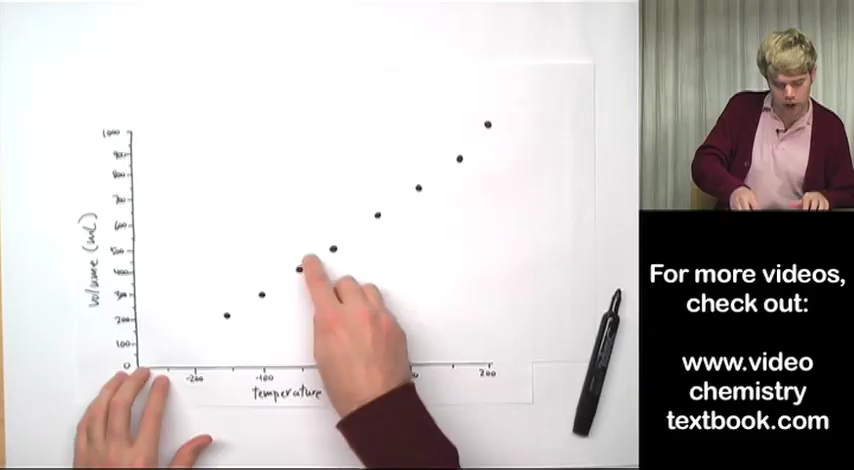 1000
900
800
700
600
500
400
300
200
100
0
volume (mL)
-200
-100
200
temperature
For more videos,
check out:
www.video
chemistry
textbook.com